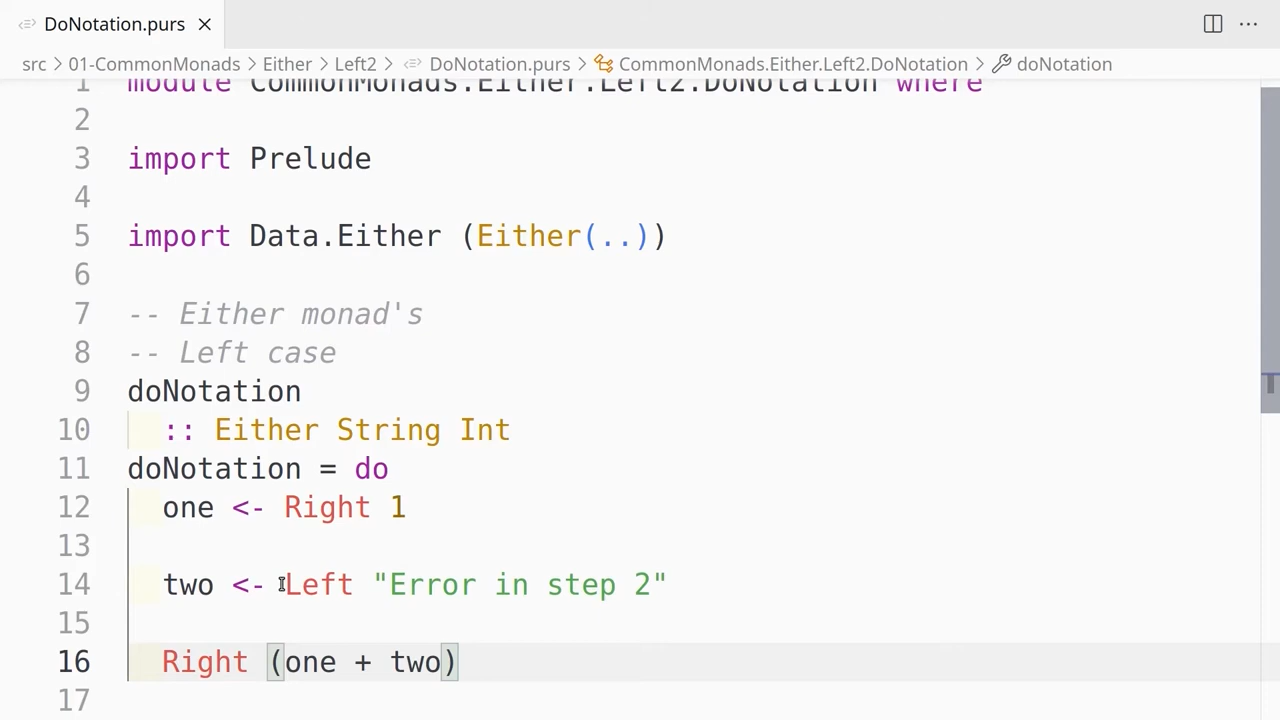 DoNotation.purs
src > 01-CommonMonads > Either > Left2 > DoNotation.purs > CommonMonads.Either.Left2.DoNotation > doNotation
1 module CommonMonads.Either.Left2.DoNotation where
2
3 import Prelude
4
5 import Data.Either (Either(..))
6
7 -- Either monad's
8 -- Left case
9 doNotation
10   :: Either String Int
11 doNotation = do
12   one <- Right 1
13
14   two <- Left "Error in step 2"
15
16   Right (one + two)
17